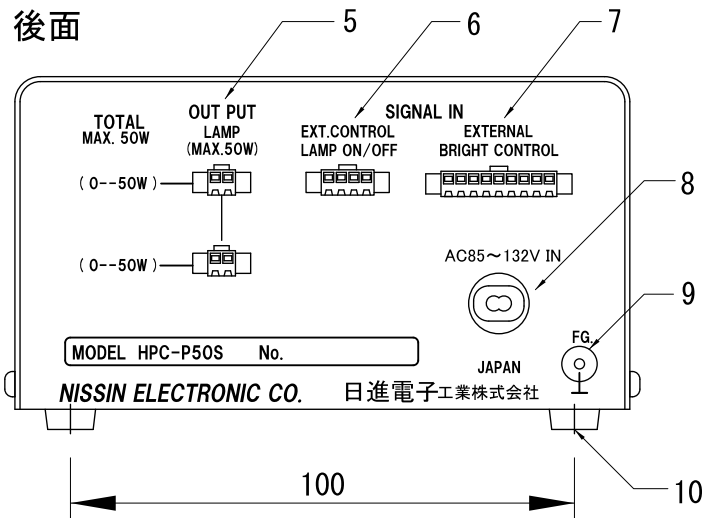 後面
5
6
7
TOTAL
MAX. 50W
OUT PUT
LAMP
(MAX.50W)
SIGNAL IN
EXT.CONTROL
LAMP ON/OFF
EXTERNAL
BRIGHT CONTROL
(0--50W)
8
(0--50W)
AC85～132V IN
9
FG.
MODEL HPC-P50S No.
JAPAN
NISSIN ELECTRONIC CO. 日進電子工業株式会社
100
10